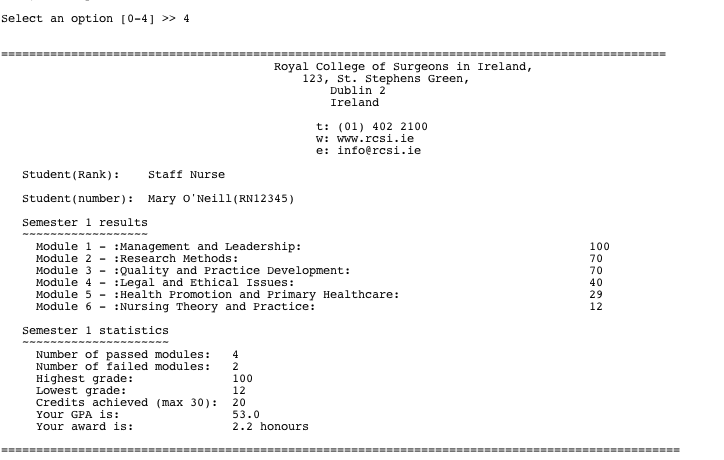 Select an option [0-4] >> 4
===============================================================================================
Royal College of Surgeons in Ireland,
123, St. Stephens Green,
Dublin 2
Ireland
t: (01) 402 2100
w: www.rcsi.ie
e: info@rcsi.ie
Student(Rank): Staff Nurse
Student(number): Mary O'Neill(RN12345)
Semester 1 results
~~~~~~~~~~~~~~~~~~
Module 1 - :Management and Leadership: 100
Module 2 - :Research Methods: 70
Module 3 - :Quality and Practice Development: 70
Module 4 - :Legal and Ethical Issues: 40
Module 5 - :Health Promotion and Primary Healthcare: 29
Module 6 - :Nursing Theory and Practice: 12
Semester 1 statistics
~~~~~~~~~~~~~~~~~~~~~
Number of passed modules: 4
Number of failed modules: 2
Highest grade: 100
Lowest grade: 12
Credits achieved (max 30): 20
Your GPA is: 53.0
Your award is: 2.2 honours
=================================================================================================